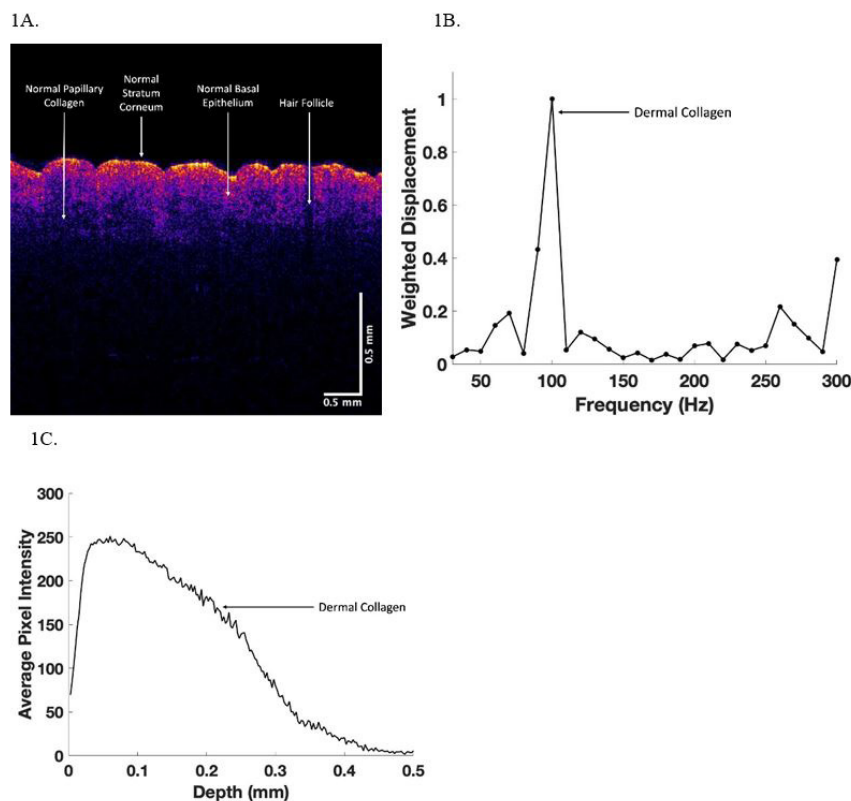 1A.
1B.
Normal Papillary
Collagen
Normal
Stratum
Corneum
Normal Basal
Epithelium
Hair Follicle
0.5 mm
0.5 mm
Weighted Displacement
1
0.8
0.6
0.4
0.2
0
Dermal Collagen
50
100
150
200
250
300
Frequency (Hz)
1C.
Average Pixel Intensity
300
250
200
150
100
50
0
Dermal Collagen
0
0.1
0.2
0.3
0.4
0.5
Depth (mm)